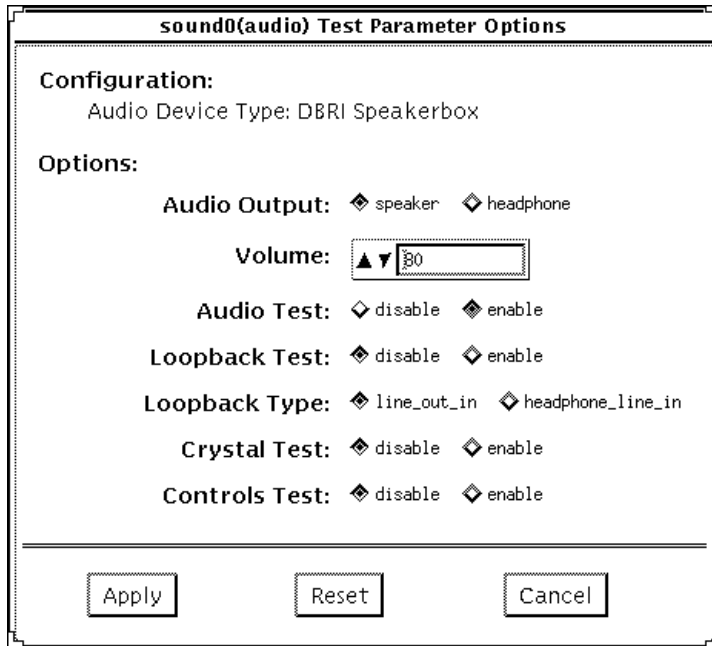 sound0(audio) Test Parameter Options
Configuration:
Audio Device Type: DBRI Speakerbox
Options:
Audio Output: speaker headphone
Volume: 80
Audio Test: disable enable
Loopback Test: disable enable
Loopback Type: line_out_in headphone_line_in
Crystal Test: disable enable
Controls Test: disable enable
Apply Reset Cancel